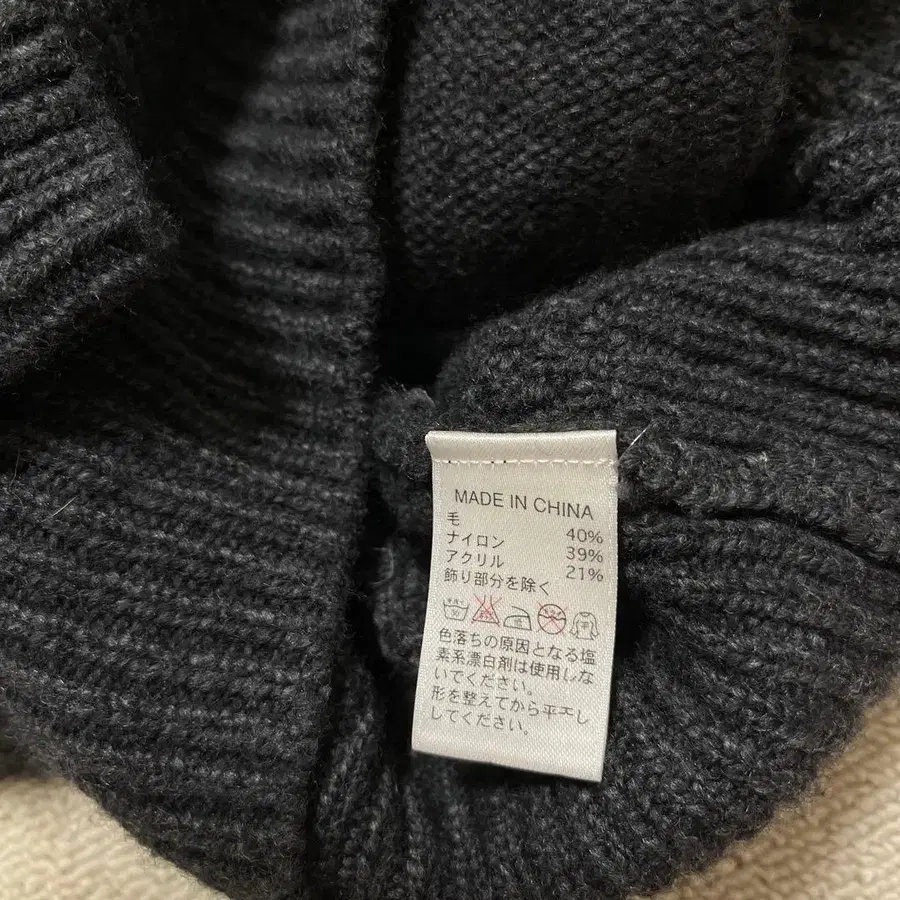 MADE IN CHINA
毛 40%
ナイロン 39%
アクリル 21%
飾り部分を除く
色落ちの原因となる塩
素系漂白剤は使用しな
いでください。
形を整えてから平エし
してください。